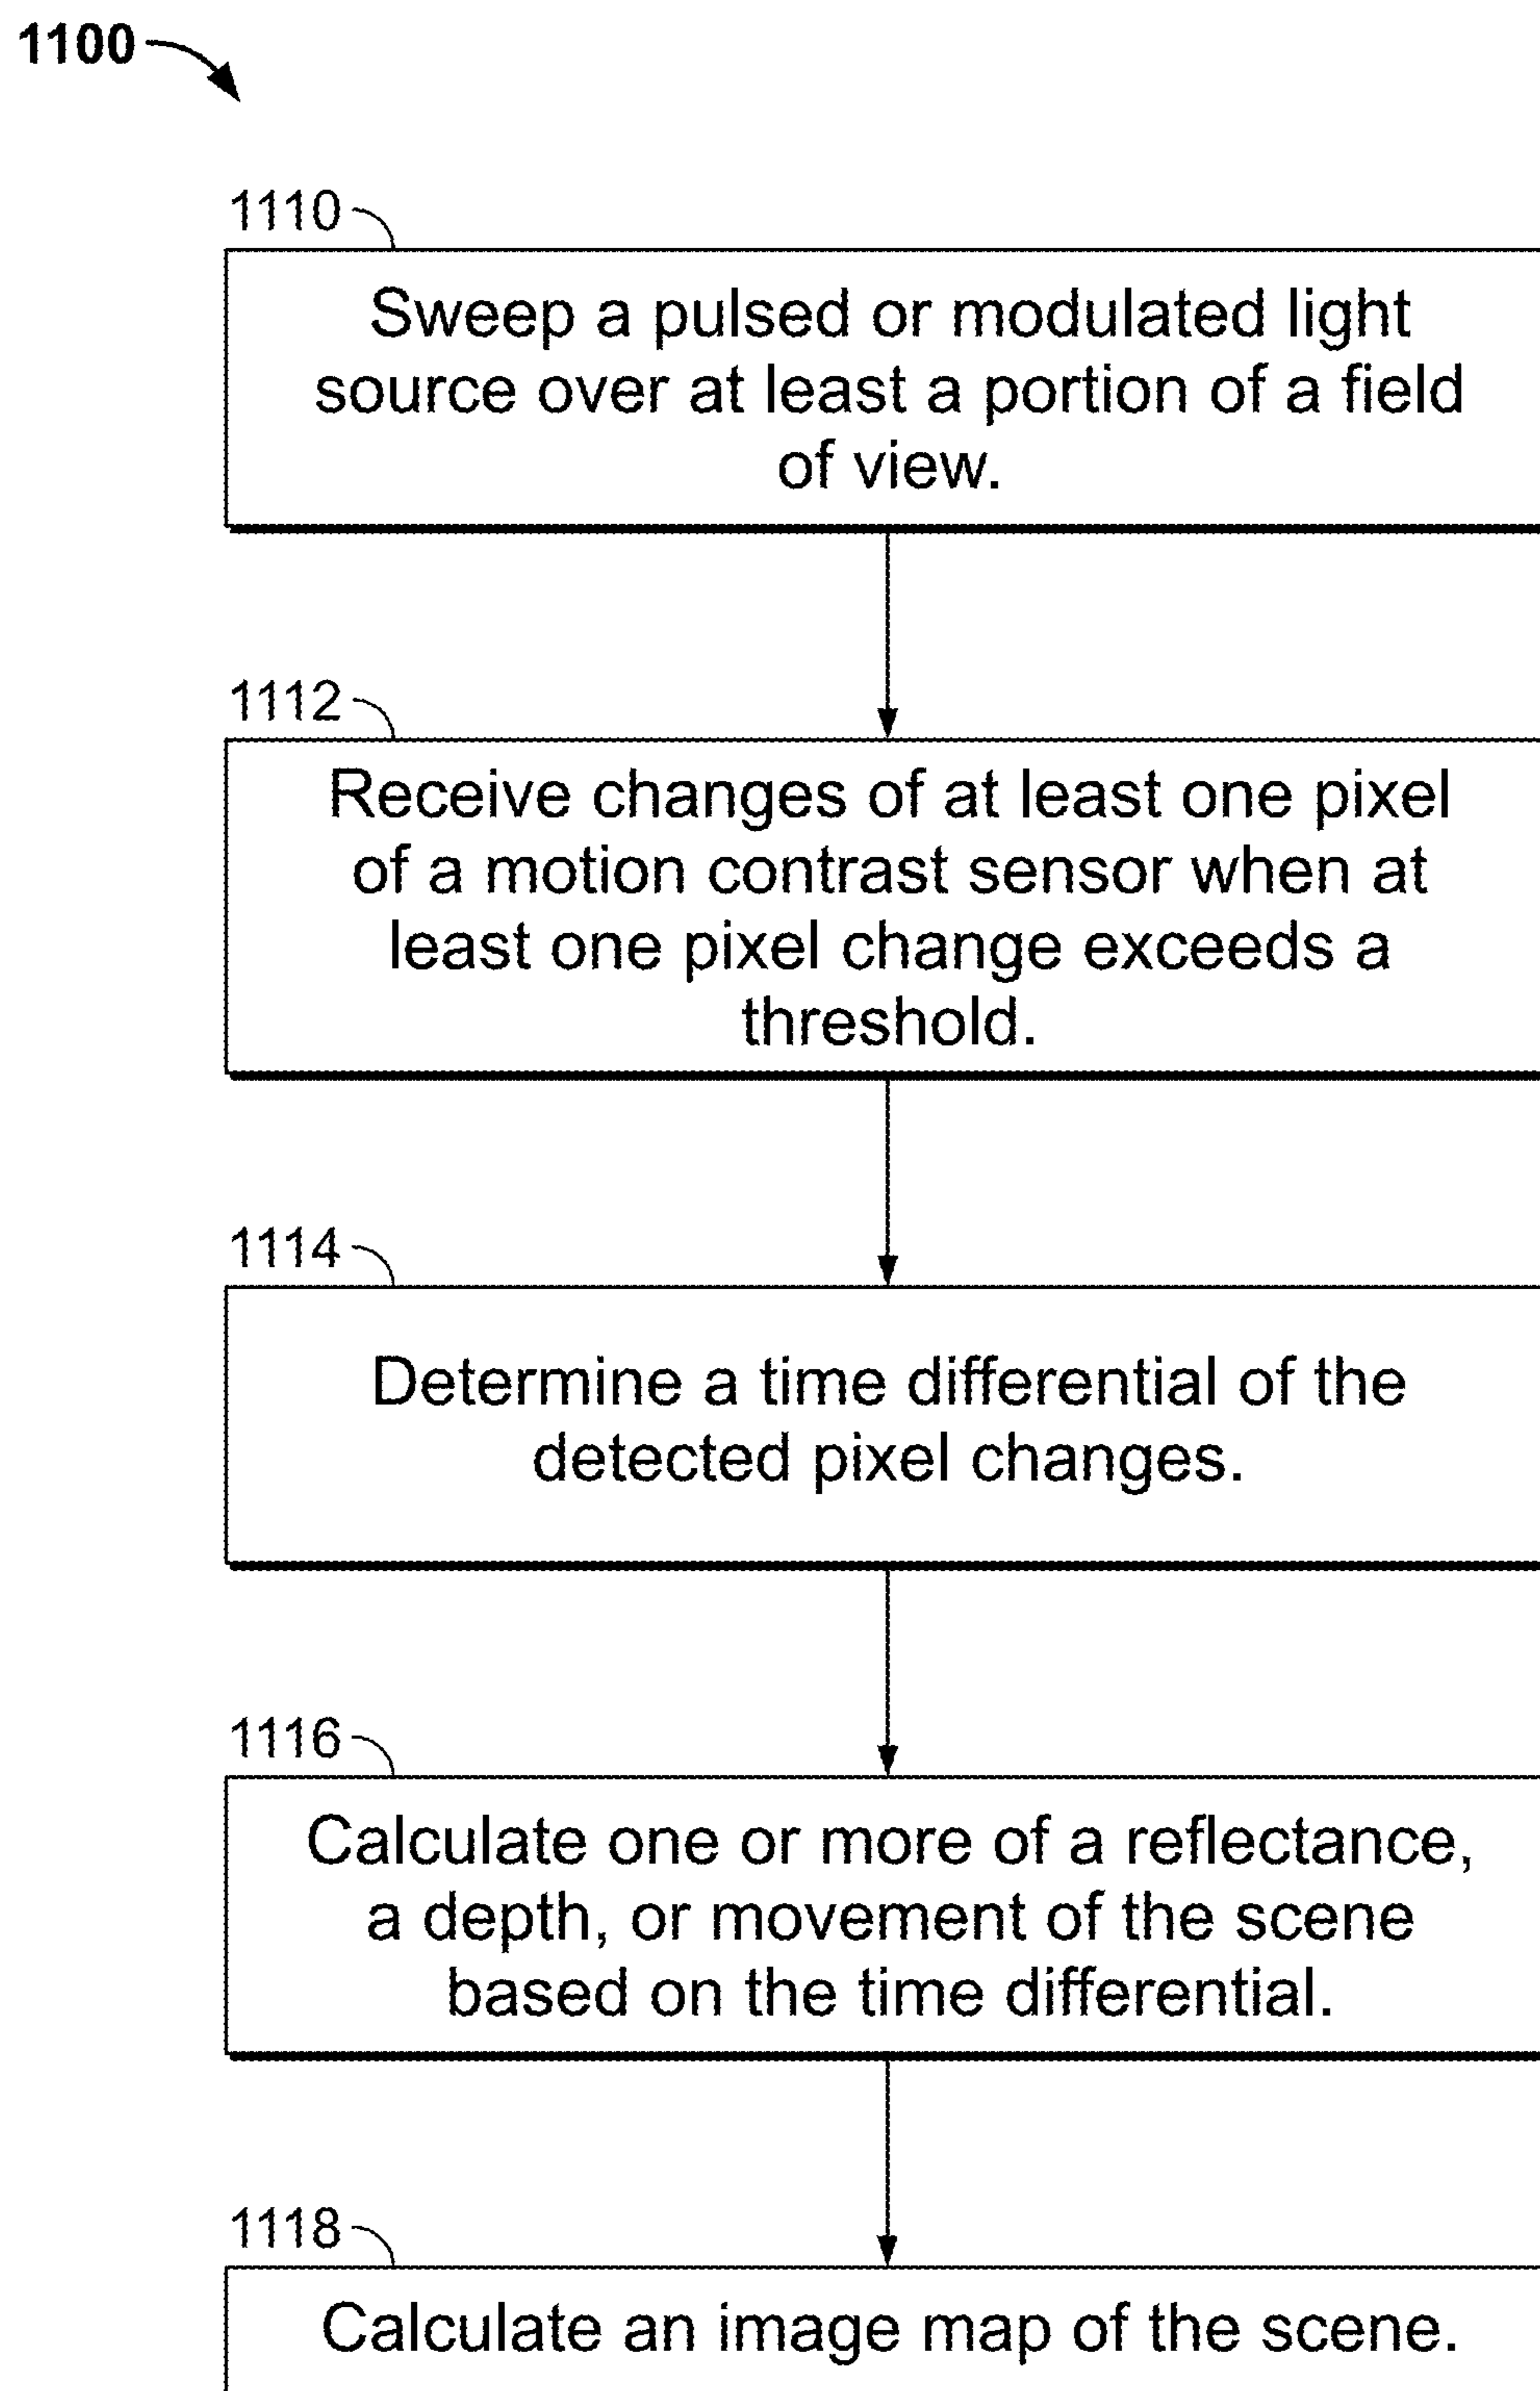 1100
1110
Sweep a pulsed or modulated light
source over at least a portion of a field
of view.
1112
Receive changes of at least one pixel
of a motion contrast sensor when at
least one pixel change exceeds a
threshold.
1114
Determine a time differential of the
detected pixel changes.
1116
Calculate one or more of a reflectance,
a depth, or movement of the scene
based on the time differential.
1118
Calculate an image map of the scene.